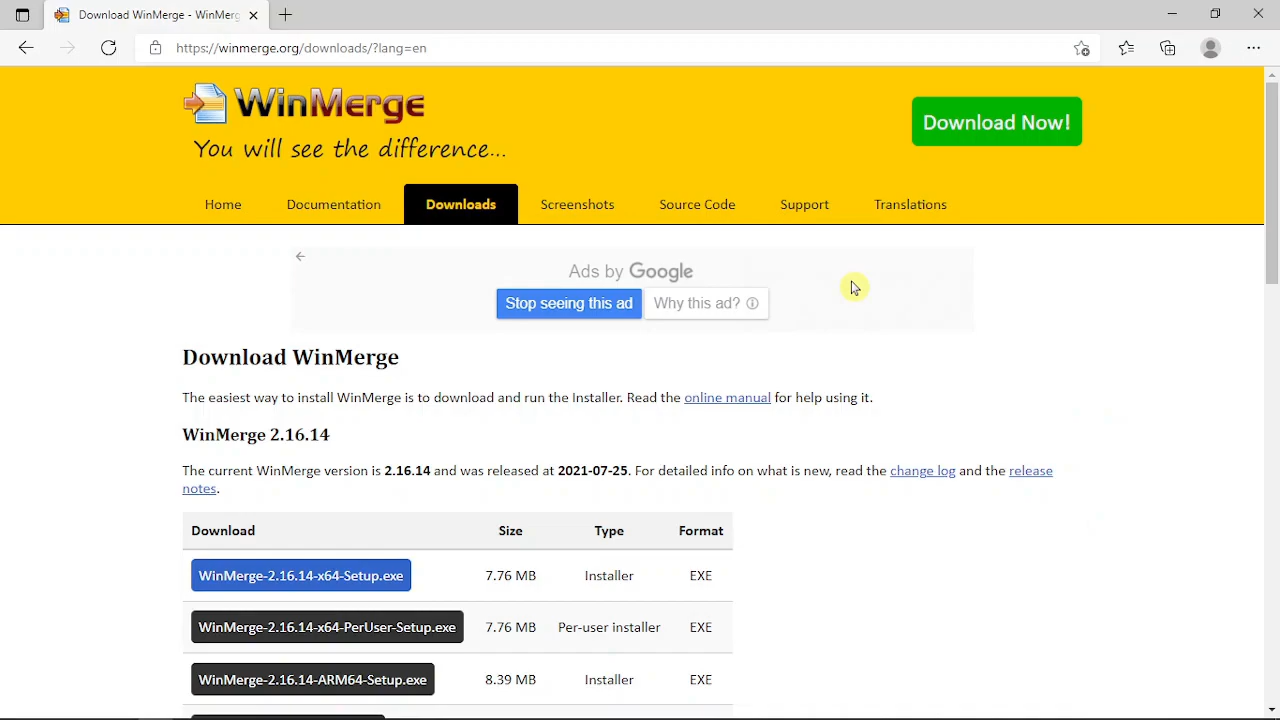 Download WinMerge - WinMerg
https://winmerge.org/downloads/?lang=en
WinMerge
Download Now!
You will see the difference...
Home Documentation Downloads Screenshots Source Code Support Translations
Ads by Google
Stop seeing this ad Why this ad?
Download WinMerge
The easiest way to install WinMerge is to download and run the Installer. Read the online manual for help using it.
WinMerge 2.16.14
The current WinMerge version is 2.16.14 and was released at 2021-07-25. For detailed info on what is new, read the change log and the release
notes.
Download Size Type Format
WinMerge-2.16.14-x64-Setup.exe 7.76 MB Installer EXE
WinMerge-2.16.14-x64-PerUser-Setup.exe 7.76 MB Per-user installer EXE
WinMerge-2.16.14-ARM64-Setup.exe 8.39 MB Installer EXE